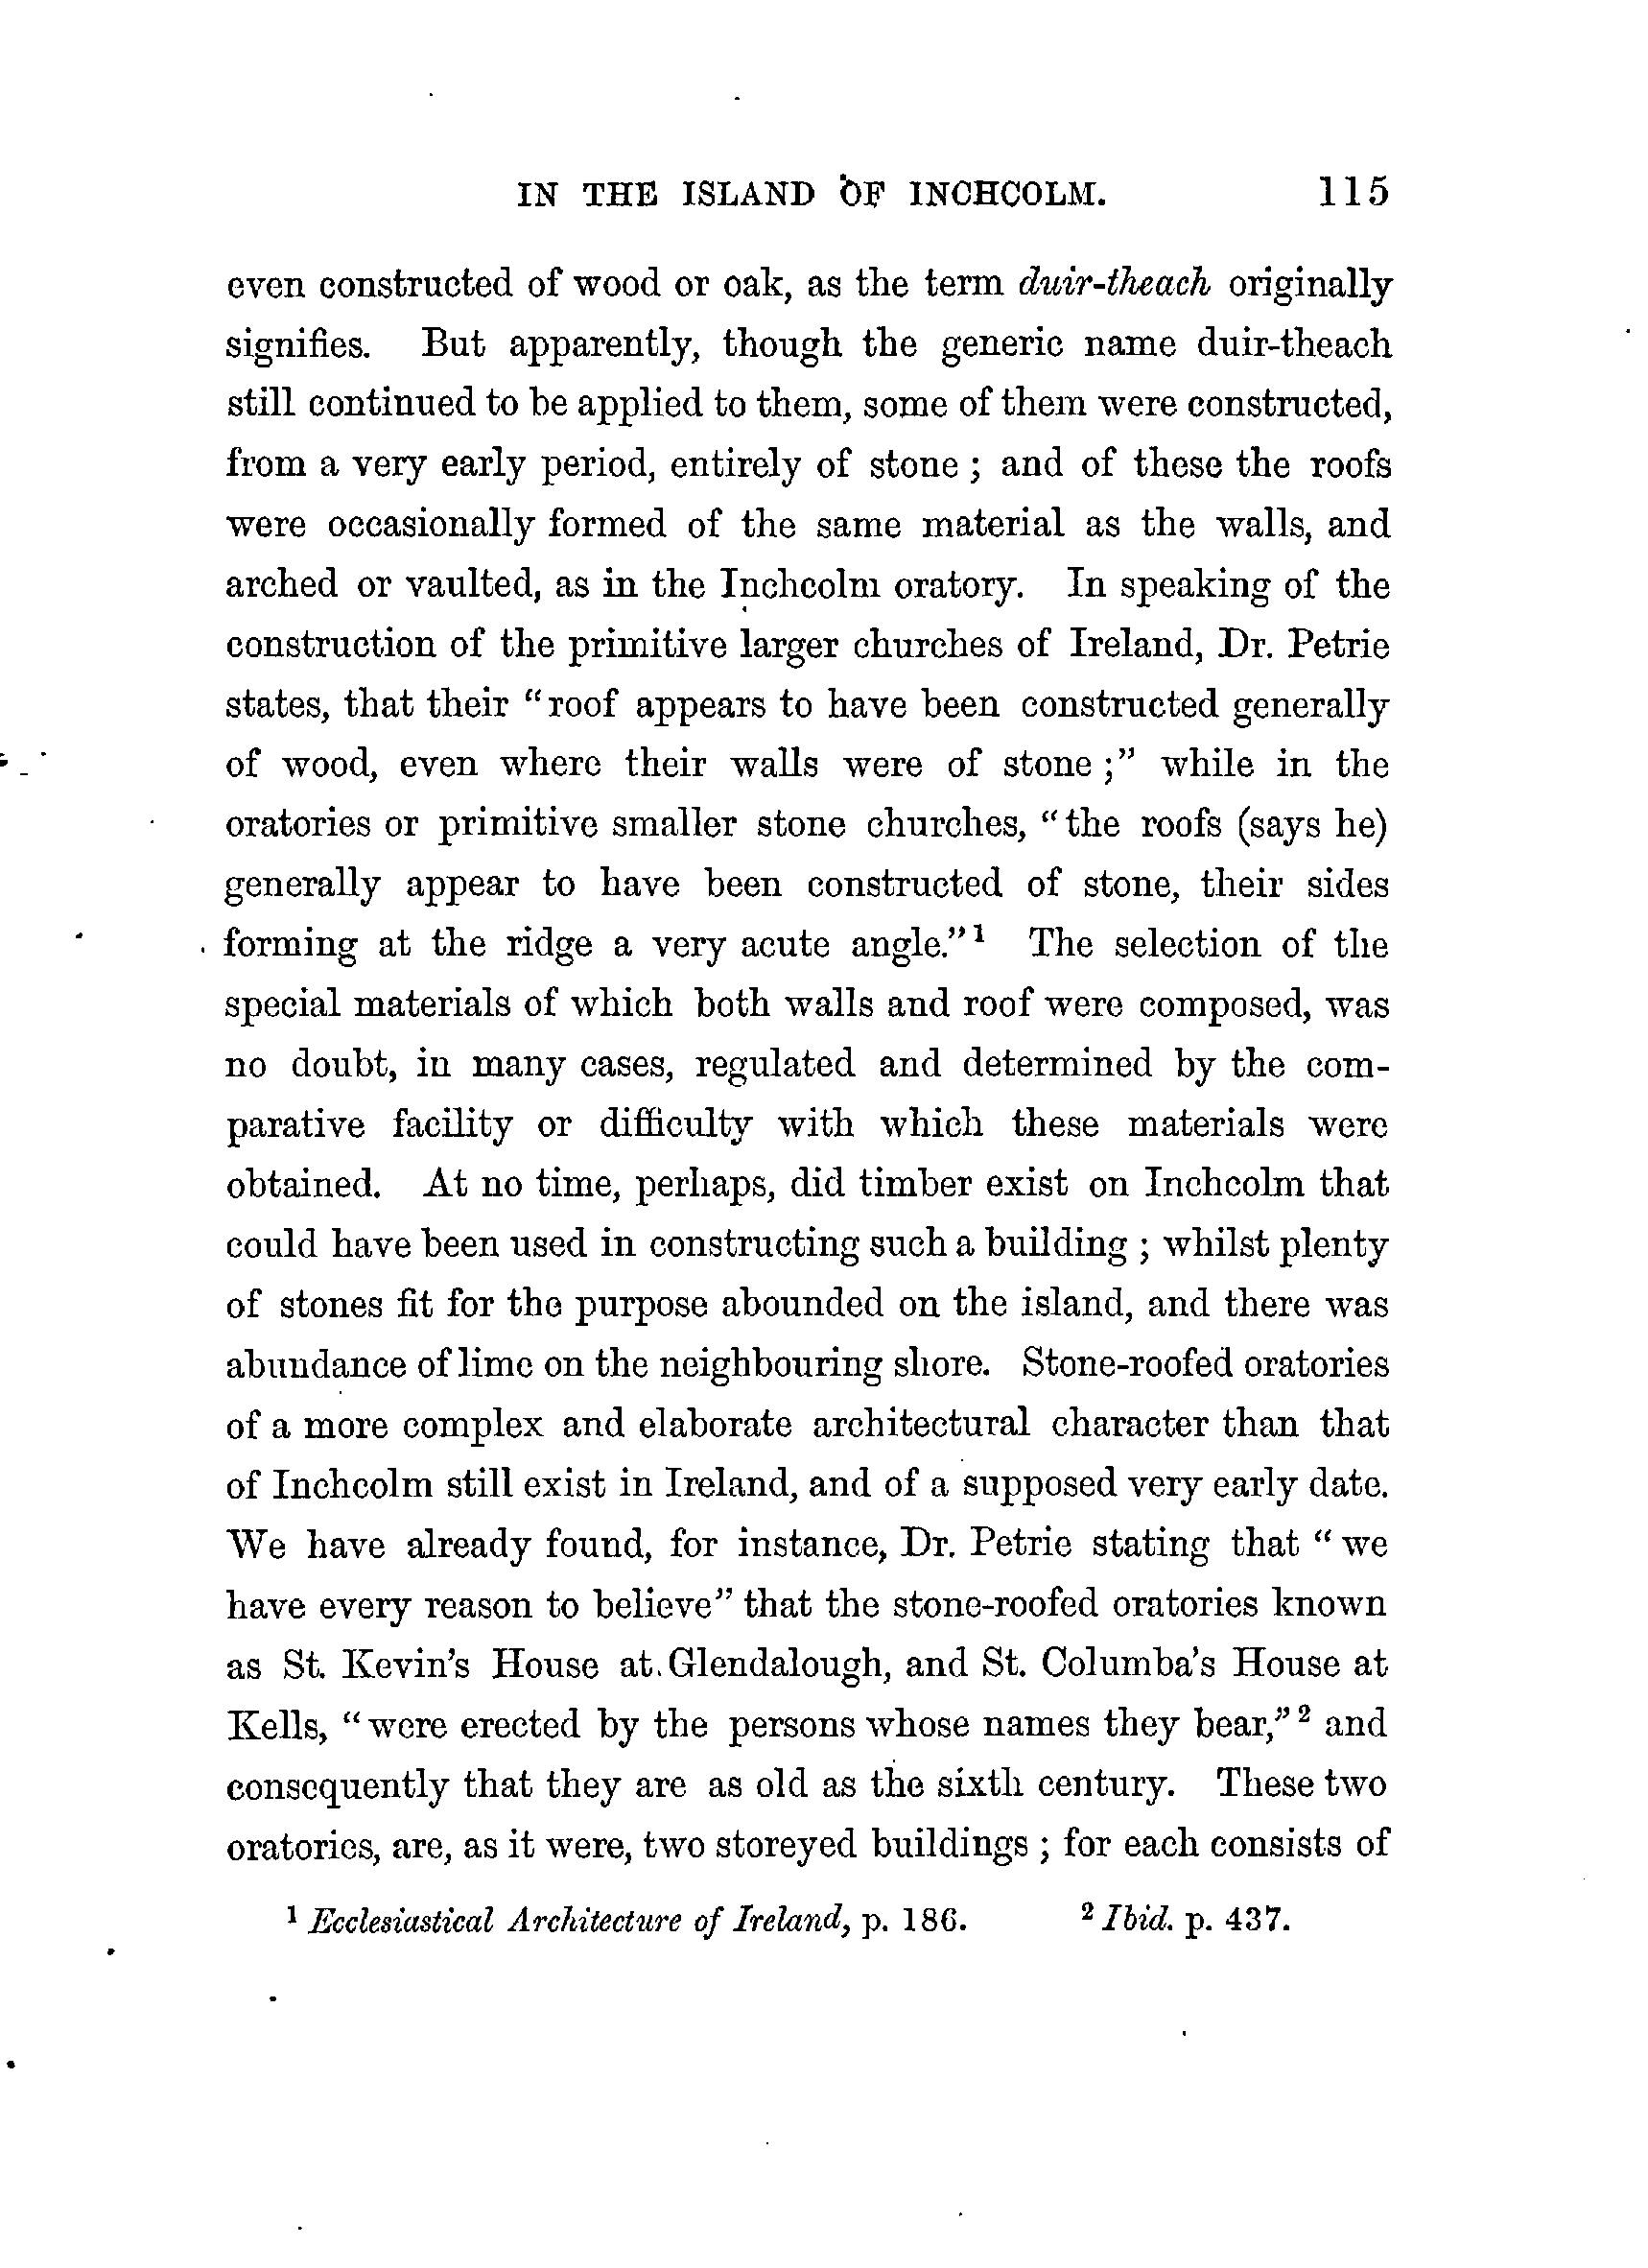 IN THE ISLAND OF INCHCOLM. 115
even constructed of wood or oak, as the term duir-theach originally
signifies. But apparently, though the generic name duir-theach
still continued to be applied to them, some of them were constructed,
from a very early period, entirely of stone ; and of these the roofs
were occasionally formed of the same material as the walls, and
arched or vaulted, as in the Inchcolm oratory. In speaking of the
construction of the primitive larger churches of Ireland, Dr. Petrie
states, that their “roof appears to have been constructed generally
of wood, even where their walls were of stone ;” while in the
oratories or primitive smaller stone churches, “the roofs (says he)
generally appear to have been constructed of stone, their sides
forming at the ridge a very acute angle.”¹ The selection of the
special materials of which both walls and roof were composed, was
no doubt, in many cases, regulated and determined by the com-
parative facility or difficulty with which these materials were
obtained. At no time, perhaps, did timber exist on Inchcolm that
could have been used in constructing such a building ; whilst plenty
of stones fit for the purpose abounded on the island, and there was
abundance of lime on the neighbouring shore. Stone-roofed oratories
of a more complex and elaborate architectural character than that
of Inchcolm still exist in Ireland, and of a supposed very early date.
We have already found, for instance, Dr. Petrie stating that “ we
have every reason to believe” that the stone-roofed oratories known
as St. Kevin's House at Glendalough, and St. Columba's House at
Kells, “were erected by the persons whose names they bear,”² and
consequently that they are as old as the sixth century. These two
oratories, are, as it were, two storeyed buildings ; for each consists of
¹ Ecclesiastical Architecture of Ireland, p. 186. ² Ibid. p. 437.